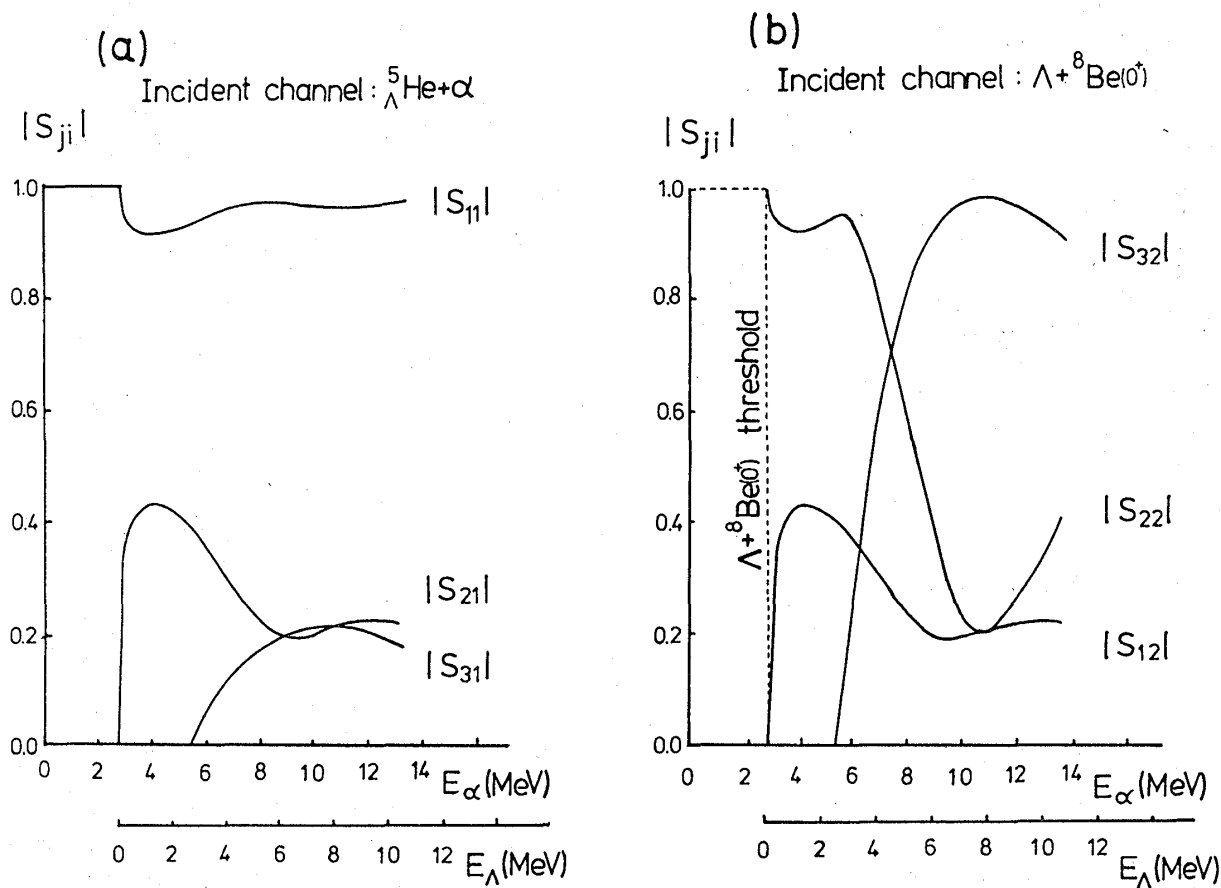 (a)
Incident channel : ⁵ΛHe+α
|Sji|
1.0
0.8
0.6
0.4
0.2
0.0
|S11|
|S21|
|S31|
0 2 4 6 8 10 12 14 Eα(MeV)
0 2 4 6 8 10 12 EΛ(MeV)
(b)
Incident channel : Λ+⁸Be(0⁺)
|Sji|
1.0
0.8
0.6
0.4
0.2
0.0
Λ+⁸Be(0⁺) threshold
|S32|
|S22|
|S12|
0 2 4 6 8 10 12 14
Eα(MeV)
0 2 4 6 8 10 12
EΛ(MeV)